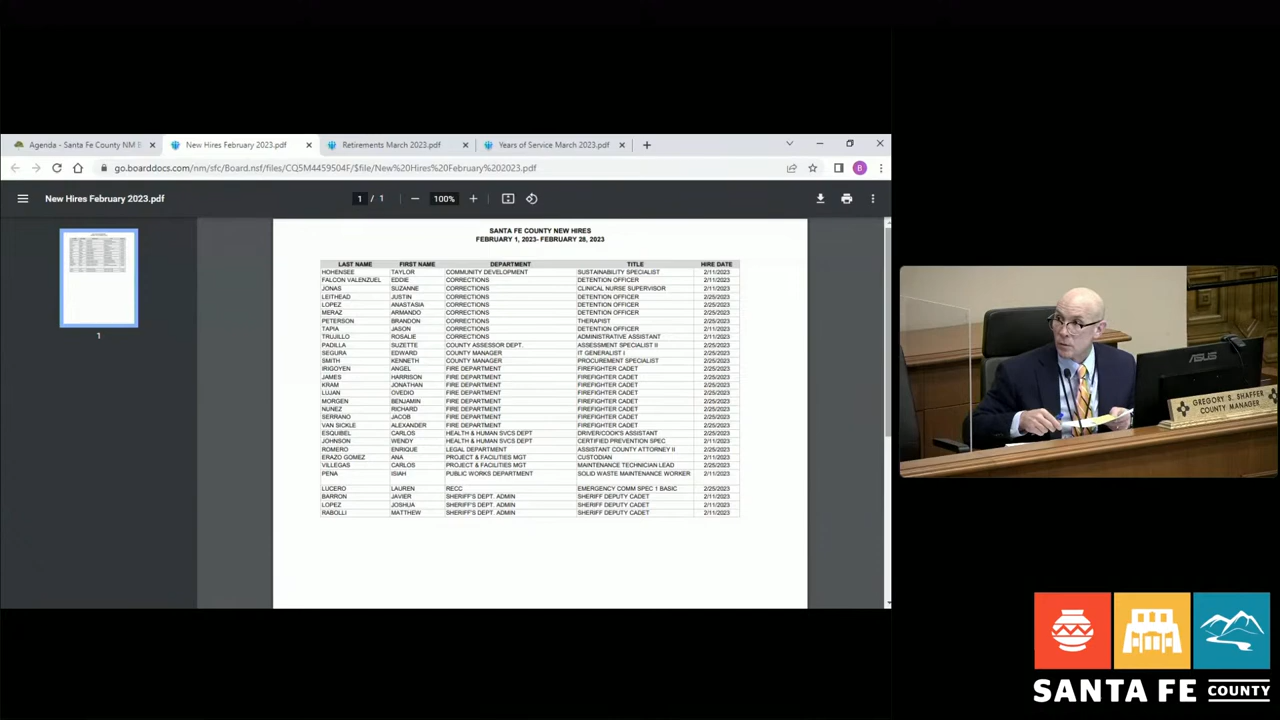 Agenda - Santa Fe County NM B
New Hires February 2023.pdf
Retirements March 2023.pdf
Years of Service March 2023.pdf
go.boarddocs.com/nm/sfc/Board.nsf/files/CQ5M4459504F/$file/New%20Hires%20February%202023.pdf
B
New Hires February 2023.pdf
1 / 1
100%
1
SANTA FE COUNTY NEW HIRES
FEBRUARY 1, 2023- FEBRUARY 28, 2023
LAST NAME FIRST NAME DEPARTMENT TITLE HIRE DATE
HOHENSEE TAYLOR COMMUNITY DEVELOPMENT SUSTAINABILITY SPECIALIST 2/11/2023
FALCON VALENZUEL EDDIE CORRECTIONS DETENTION OFFICER 2/11/2023
JONAS SUZANNE CORRECTIONS CLINICAL NURSE SUPERVISOR 2/11/2023
LEITHEAD JUSTIN CORRECTIONS DETENTION OFFICER 2/25/2023
LOPEZ ANASTASIA CORRECTIONS DETENTION OFFICER 2/25/2023
MERAZ ARMANDO CORRECTIONS DETENTION OFFICER 2/25/2023
PETERSON BRANDON CORRECTIONS THERAPIST 2/25/2023
TAPIA JASON CORRECTIONS DETENTION OFFICER 2/11/2023
TRUJILLO ROSALIE CORRECTIONS ADMINISTRATIVE ASSISTANT 2/11/2023
PADILLA SUZETTE COUNTY ASSESSOR DEPT. ASSESSMENT SPECIALIST II 2/25/2023
SEGURA EDWARD COUNTY MANAGER IT GENERALIST I 2/25/2023
SMITH KENNETH COUNTY MANAGER PROCUREMENT SPECIALIST 2/25/2023
IRIGOYEN ANGEL FIRE DEPARTMENT FIREFIGHTER CADET 2/25/2023
JAMES HARRISON FIRE DEPARTMENT FIREFIGHTER CADET 2/25/2023
KRAM JONATHAN FIRE DEPARTMENT FIREFIGHTER CADET 2/25/2023
LUJAN OVEDIO FIRE DEPARTMENT FIREFIGHTER CADET 2/25/2023
MORGEN BENJAMIN FIRE DEPARTMENT FIREFIGHTER CADET 2/25/2023
NUNEZ RICHARD FIRE DEPARTMENT FIREFIGHTER CADET 2/25/2023
SERRANO JACOB FIRE DEPARTMENT FIREFIGHTER CADET 2/25/2023
VAN SICKLE ALEXANDER FIRE DEPARTMENT FIREFIGHTER CADET 2/25/2023
ESQUIBEL CARLOS HEALTH & HUMAN SVCS DEPT DRIVER/COOK'S ASSISTANT 2/25/2023
JOHNSON WENDY HEALTH & HUMAN SVCS DEPT CERTIFIED PREVENTION SPEC 2/11/2023
ROMERO ENRIQUE LEGAL DEPARTMENT ASSISTANT COUNTY ATTORNEY II 2/25/2023
ERAZO GOMEZ ANA PROJECT & FACILITIES MGT CUSTODIAN 2/11/2023
VILLEGAS CARLOS PROJECT & FACILITIES MGT MAINTENANCE TECHNICIAN LEAD 2/25/2023
PENA ISIAH PUBLIC WORKS DEPARTMENT SOLID WASTE MAINTENANCE WORKER 2/11/2023
LUCERO LAUREN RECC EMERGENCY COMM SPEC 1 BASIC 2/25/2023
BARRON JAVIER SHERIFF'S DEPT. ADMIN SHERIFF DEPUTY CADET 2/11/2023
LOPEZ JOSHUA SHERIFF'S DEPT. ADMIN SHERIFF DEPUTY CADET 2/11/2023
RABOLLI MATTHEW SHERIFF'S DEPT. ADMIN SHERIFF DEPUTY CADET 2/11/2023
ASUS
GREGORY S. SHAFFER
COUNTY MANAGER
SANTA FE COUNTY